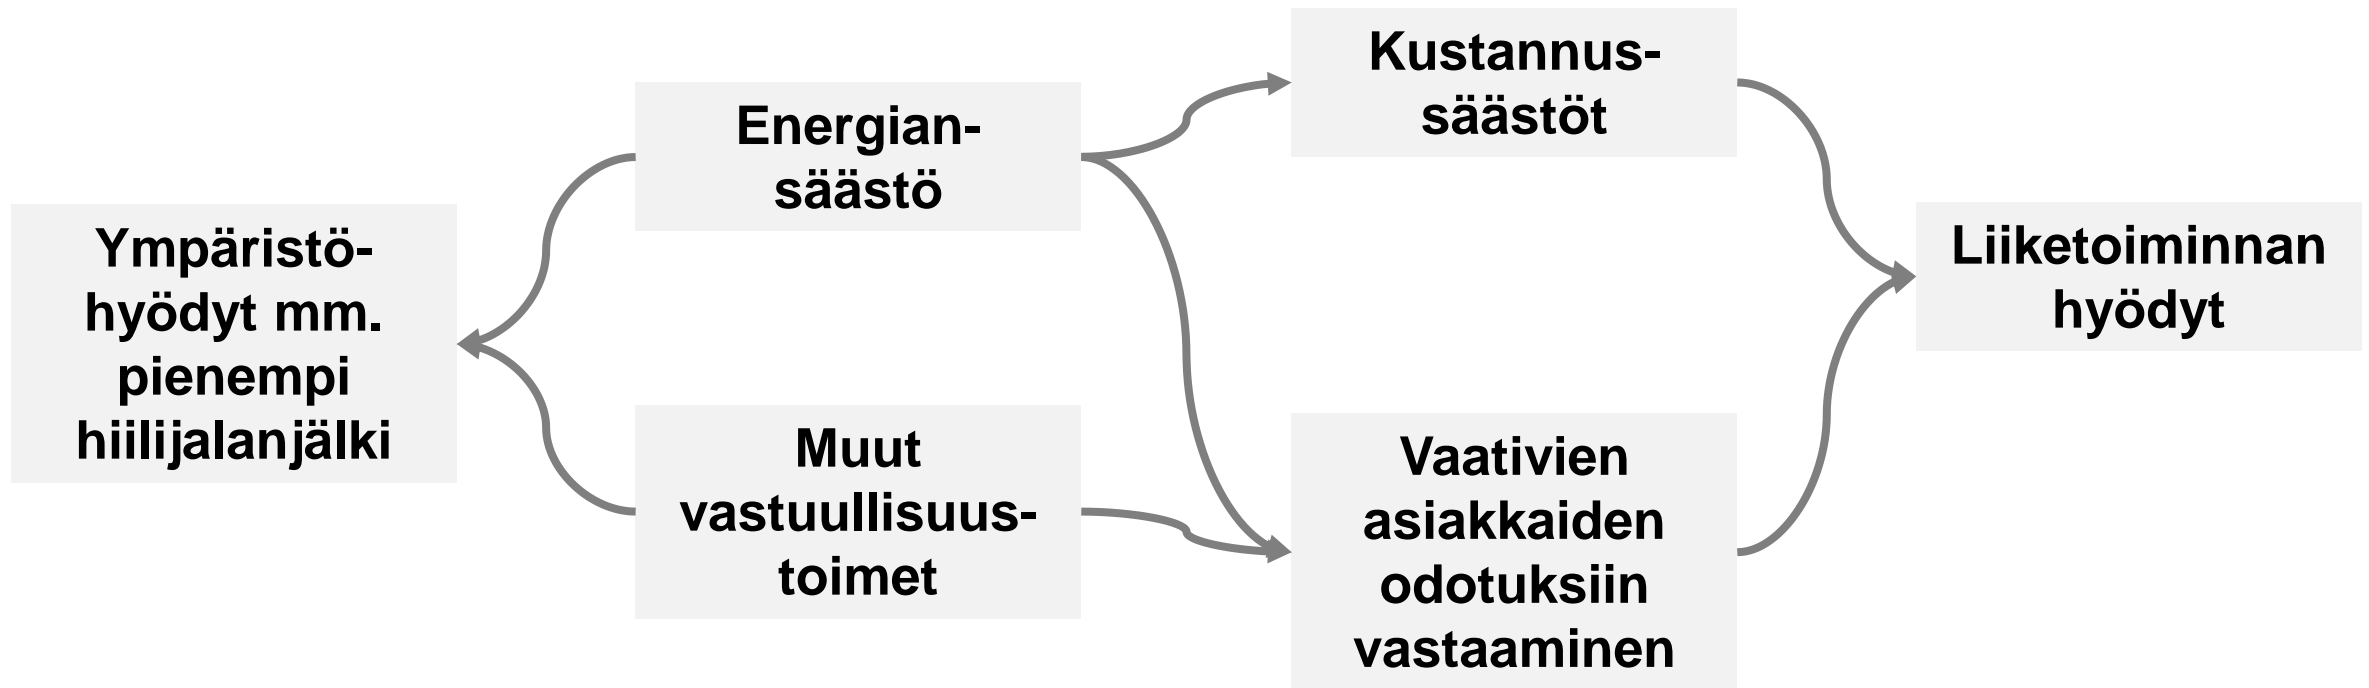 Ympäristö-
hyödyt mm.
pienempi
hiilijalanjälki
Energian-
säästö
Muut
vastuullisuus-
toimet
Kustannus-
säästöt
Vaativien
asiakkaiden
odotuksiin
vastaaminen
Liiketoiminnan
hyödyt